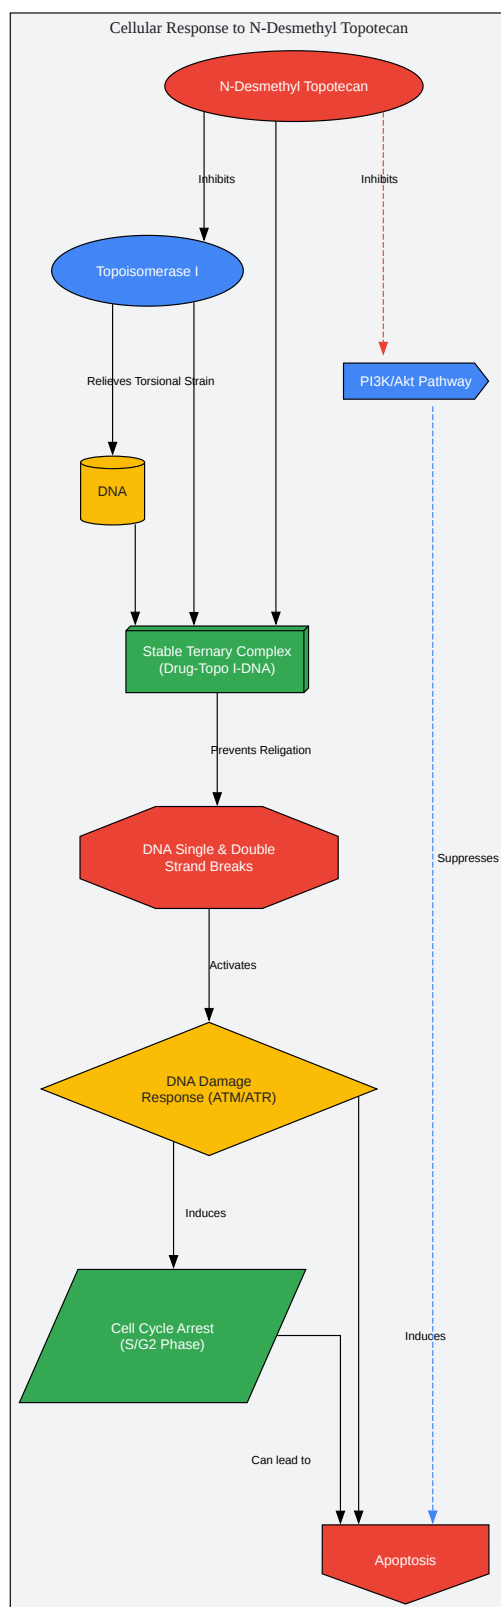 Cellular Response to N-Desmethyl Topotecan
N-Desmethyl Topotecan
Inhibits
Inhibits
Topoisomerase I
Relieves Torsional Strain
PI3K/Akt Pathway
DNA
Stable Ternary Complex
(Drug-Topo I-DNA)
Prevents Religation
DNA Single & Double
Strand Breaks
Suppresses
Activates
DNA Damage
Response (ATM/ATR)
Induces
Cell Cycle Arrest
(S/G2 Phase)
Induces
Can lead to
Apoptosis